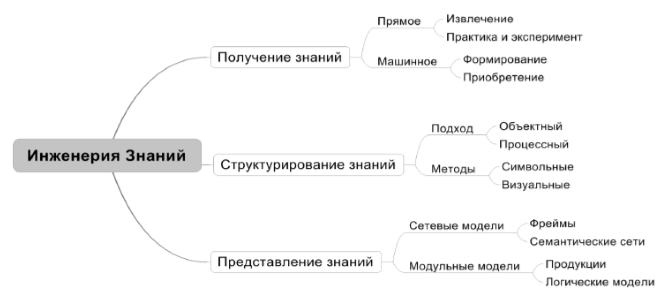 Инженерия Знаний
Получение знаний
Прямое
Извлечение
Практика и эксперимент
Машинное
Формирование
Приобретение
Структурирование знаний
Подход
Объектный
Процессный
Методы
Символьные
Визуальные
Представление знаний
Сетевые модели
Фреймы
Семантические сети
Модульные модели
Продукции
Логические модели